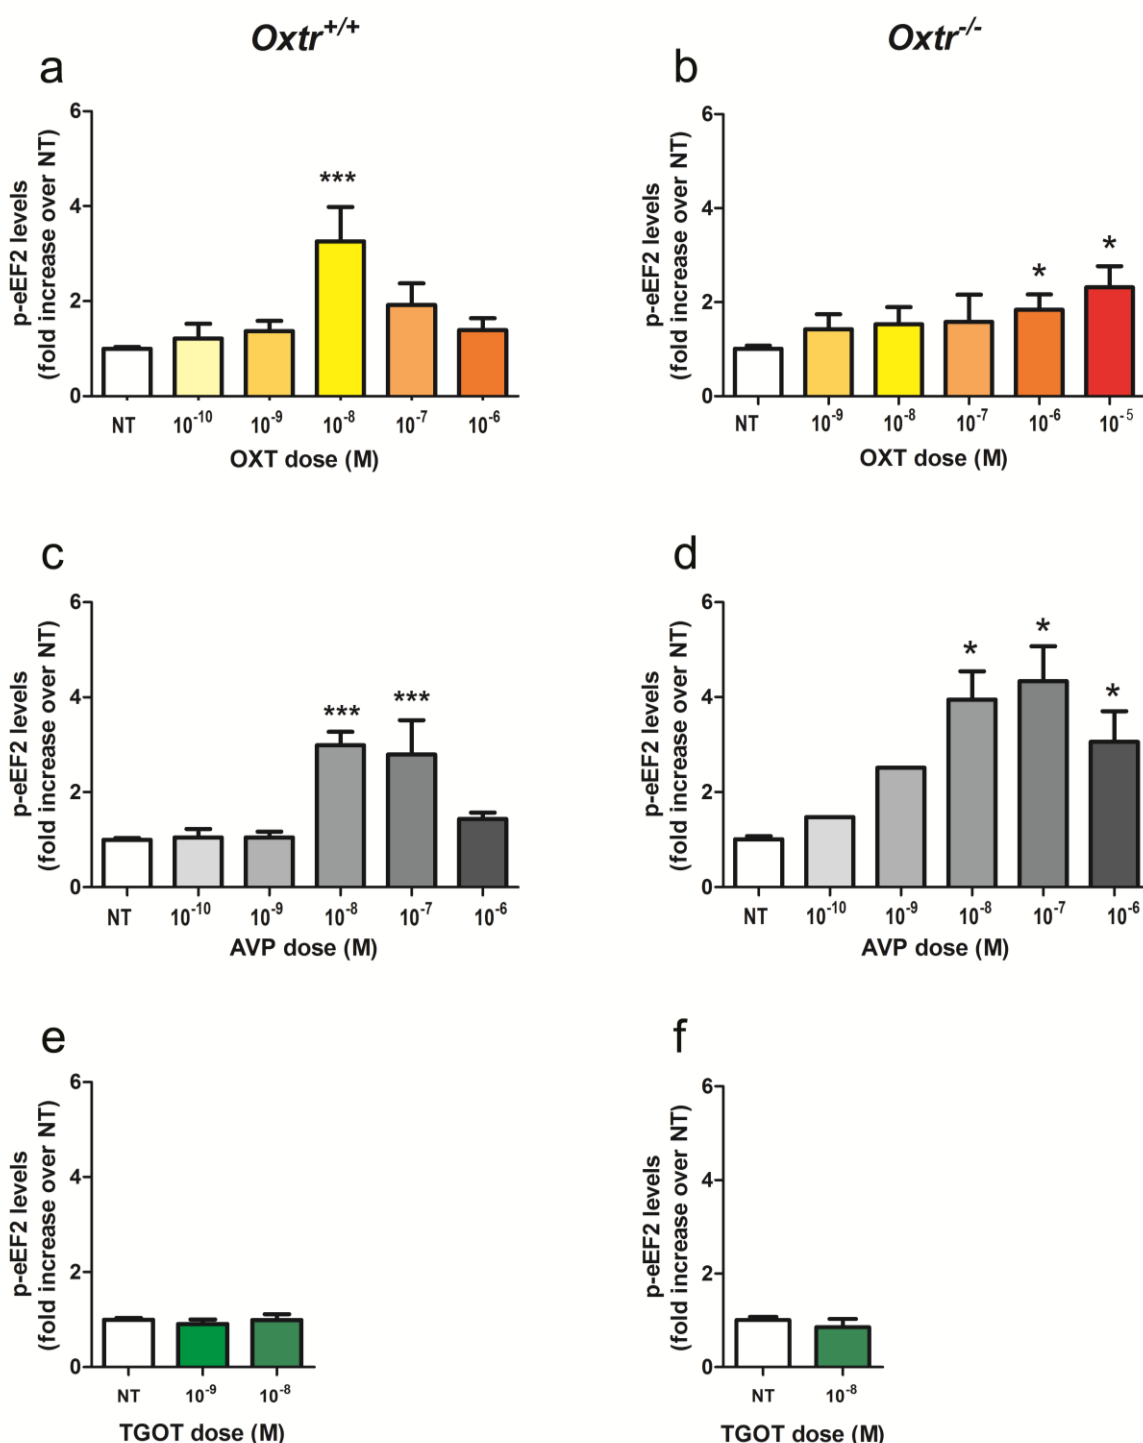 Oxtr+/+
Oxtr-/-
a
b
p-eEF2 levels
(fold increase over NT)
6
4
2
0
***
NT 10-10 10-9 10-8 10-7 10-6
OXT dose (M)
p-eEF2 levels
(fold increase over NT)
6
4
2
0
*
*
NT 10-9 10-8 10-7 10-6 10-5
OXT dose (M)
c
d
p-eEF2 levels
(fold increase over NT)
6
4
2
0
*** ***
NT 10-10 10-9 10-8 10-7 10-6
AVP dose (M)
p-eEF2 levels
(fold increase over NT)
6
4
2
0
* * *
NT 10-10 10-9 10-8 10-7 10-6
AVP dose (M)
e
f
p-eEF2 levels
(fold increase over NT)
6
4
2
0
NT 10-9 10-8
TGOT dose (M)
p-eEF2 levels
(fold increase over NT)
6
4
2
0
NT 10-8
TGOT dose (M)